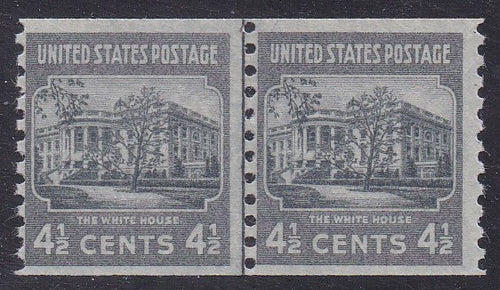 UNITED STATES POSTAGE
THE WHITE HOUSE
4½ CENTS 4½
UNITED STATES POSTAGE
THE WHITE HOUSE
4½ CENTS 4½